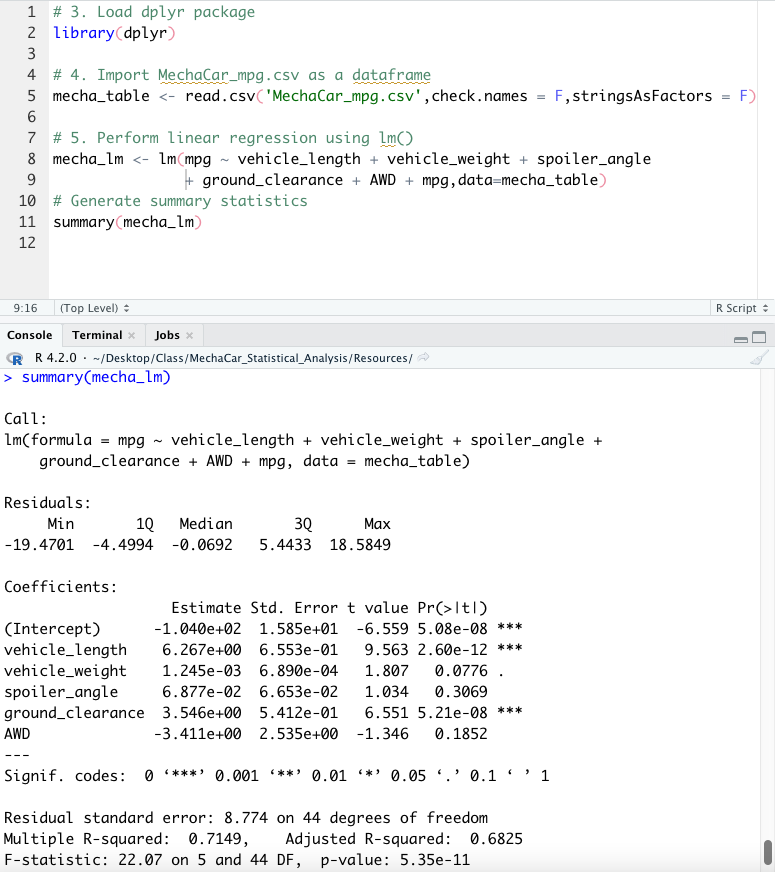 1 # 3. Load dplyr package
2 library(dplyr)
3
4 # 4. Import MechaCar_mpg.csv as a dataframe
5 mecha_table <- read.csv('MechaCar_mpg.csv',check.names = F,stringsAsFactors = F)
6
7 # 5. Perform linear regression using lm()
8 mecha_lm <- lm(mpg ~ vehicle_length + vehicle_weight + spoiler_angle
9 + ground_clearance + AWD + mpg,data=mecha_table)
10 # Generate summary statistics
11 summary(mecha_lm)
12
9:16 (Top Level) R Script
Console Terminal × Jobs ×
R R 4.2.0 · ~/Desktop/Class/MechaCar_Statistical_Analysis/Resources/
> summary(mecha_lm)
Call:
lm(formula = mpg ~ vehicle_length + vehicle_weight + spoiler_angle +
ground_clearance + AWD + mpg, data = mecha_table)
Residuals:
Min 1Q Median 3Q Max
-19.4701 -4.4994 -0.0692 5.4433 18.5849
Coefficients:
Estimate Std. Error t value Pr(>|t|)
(Intercept) -1.040e+02 1.585e+01 -6.559 5.08e-08 ***
vehicle_length 6.267e+00 6.553e-01 9.563 2.60e-12 ***
vehicle_weight 1.245e-03 6.890e-04 1.807 0.0776 .
spoiler_angle 6.877e-02 6.653e-02 1.034 0.3069
ground_clearance 3.546e+00 5.412e-01 6.551 5.21e-08 ***
AWD -3.411e+00 2.535e+00 -1.346 0.1852
---
Signif. codes: 0 ‘***’ 0.001 ‘**’ 0.01 ‘*’ 0.05 ‘.’ 0.1 ‘ ’ 1
Residual standard error: 8.774 on 44 degrees of freedom
Multiple R-squared: 0.7149, Adjusted R-squared: 0.6825
F-statistic: 22.07 on 5 and 44 DF, p-value: 5.35e-11